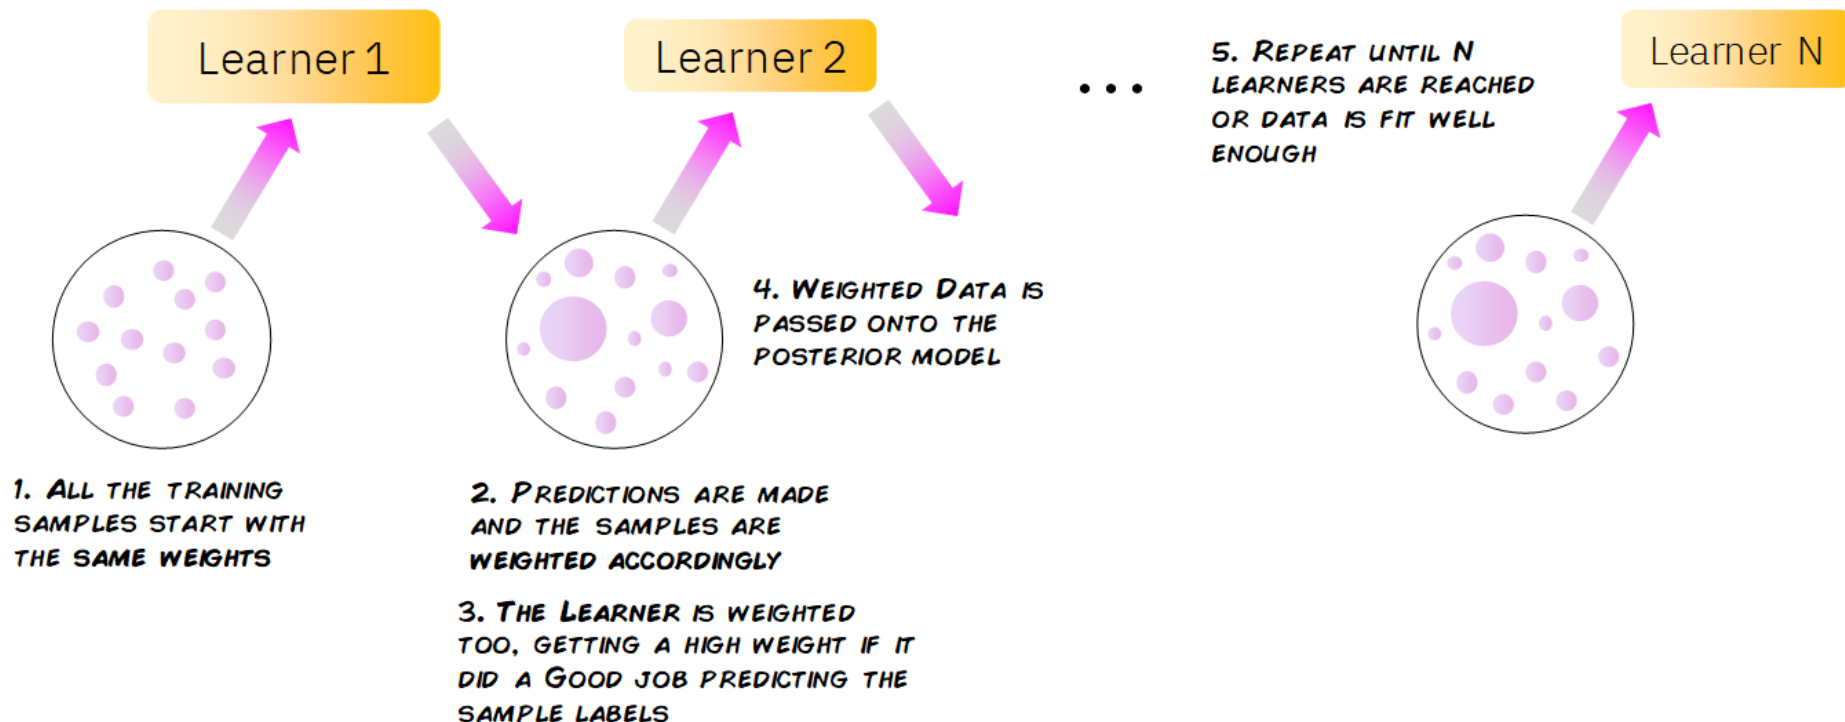 Learner 1
Learner 2
...
5. REPEAT UNTIL N
LEARNERS ARE REACHED
OR DATA IS FIT WELL
ENOUGH
Learner N
4. WEIGHTED DATA IS
PASSED ONTO THE
POSTERIOR MODEL
1. ALL THE TRAINING
SAMPLES START WITH
THE SAME WEIGHTS
2. PREDICTIONS ARE MADE
AND THE SAMPLES ARE
WEIGHTED ACCORDINGLY
3. THE LEARNER IS WEIGHTED
TOO, GETTING A HIGH WEIGHT IF IT
DID A GOOD JOB PREDICTING THE
SAMPLE LABELS